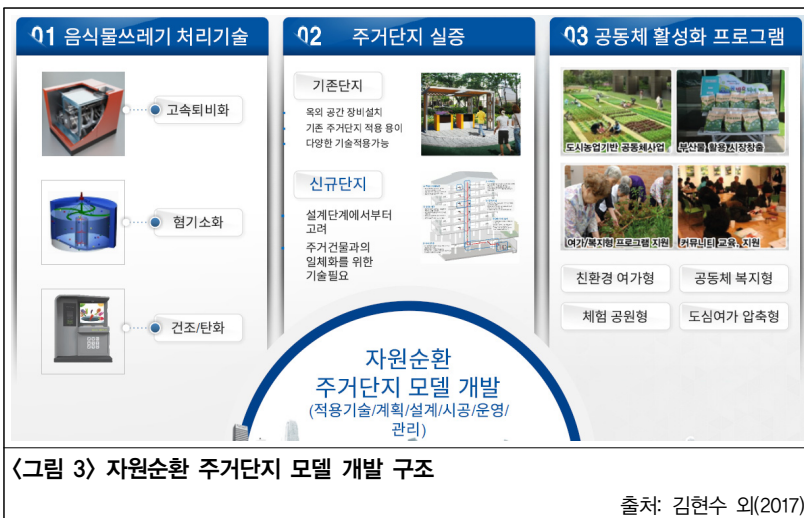 01 음식물쓰레기 처리기술
고속퇴비화
혐기소화
건조/탄화
02 주거단지 실증
기존단지
옥외 공간 장비설치
기존 주거단지 적용 용이
다양한 기술적용가능
신규단지
설계단계에서부터
고려
주거건물과의
일체화를 위한
기술필요
03 공동체 활성화 프로그램
도시농업기반 공동체사업
부산물 활용 시장창출
여가/복지형 프로그램 지원
커뮤니티 교육, 지원
친환경 여가형
공동체 복지형
체험 공원형
도심여가 압축형
자원순환
주거단지 모델 개발
(적용기술/계획/설계/시공/운영/
관리)
<그림 3> 자원순환 주거단지 모델 개발 구조
출처: 김현수 외(2017)